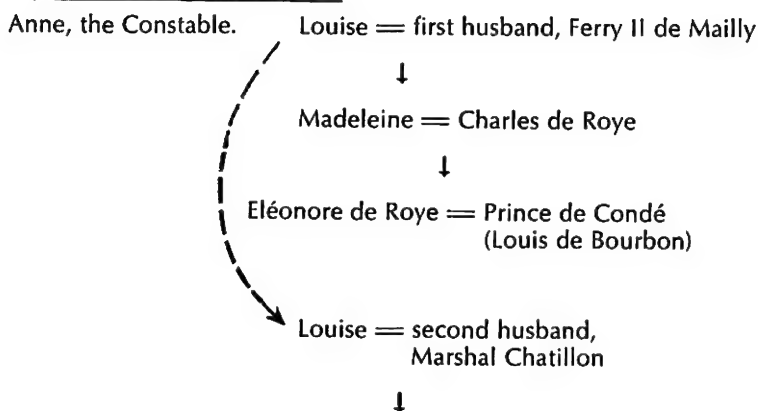 Anne, the Constable. Louise = first husband, Ferry II de Mailly
Madeleine = Charles de Roye
Eléonore de Roye = Prince de Condé
(Louis de Bourbon)
Louise = second husband,
Marshal Chatillon